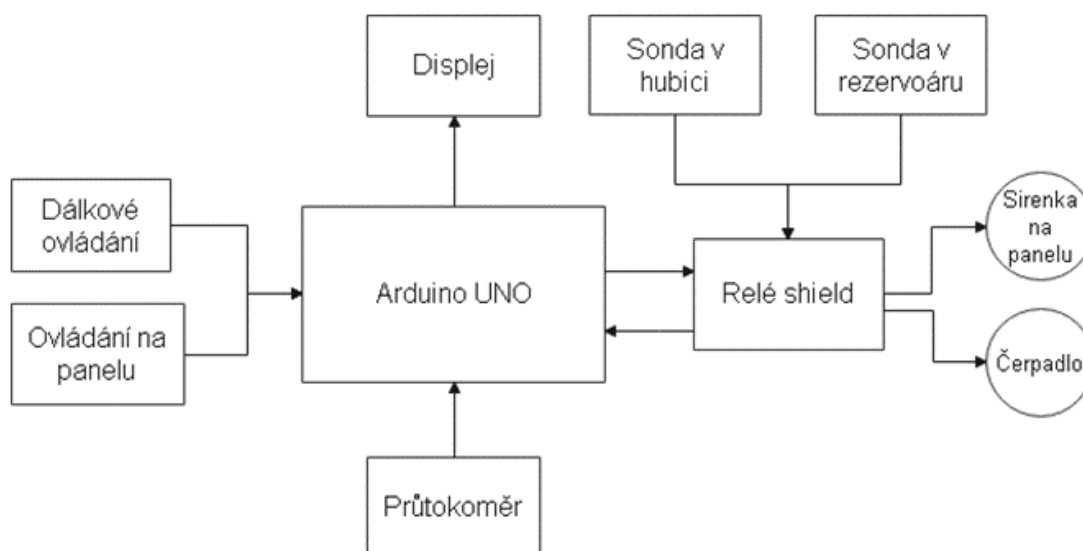 Displej
Sonda v
hubici
Sonda v
rezervoáru
Dálkové
ovládání
Ovládání na
panelu
Arduino UNO
Relé shield
Sirenka
na
panelu
Čerpadlo
Průtokoměr